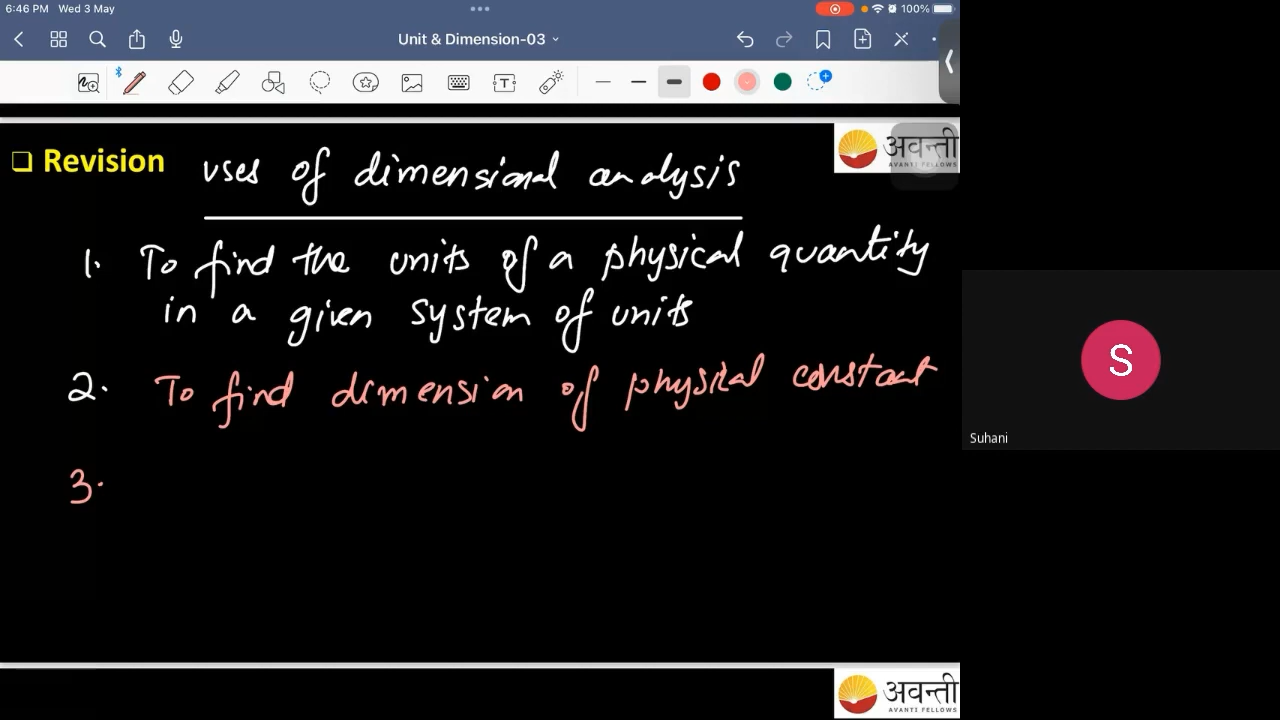 6:46 PM Wed 3 May
100%
Unit & Dimension-03
T
अवन्ती
AVANTI FELLOWS
❑ Revision uses of dimensional analysis
1. To find the units of a physical quantity
in a given system of units
2. To find dimension of physical constant
3.
S
Suhani
अवन्ती
AVANTI FELLOWS